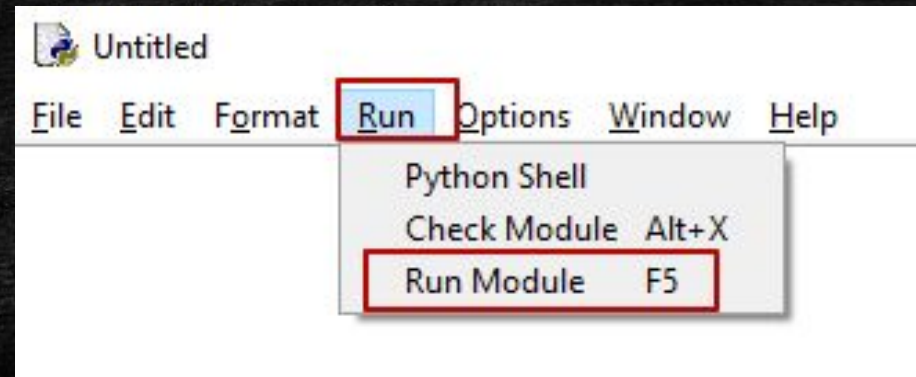 Untitled
File Edit Format Run Options Window Help
Python Shell
Check Module Alt+X
Run Module F5